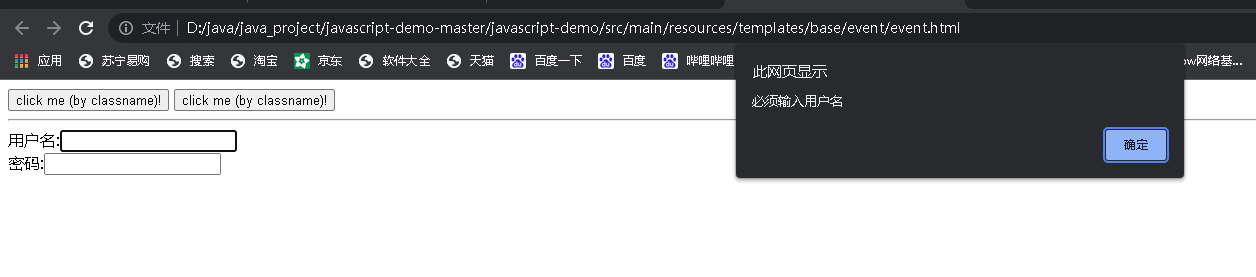 文件 D:/java/java_project/javascript-demo-master/javascript-demo/src/main/resources/templates/base/event/event.html
应用 苏宁易购 搜索 淘宝 京东 软件大全 天猫 百度一下 百度 哔哩哔哩 ow网络基...
此网页显示
必须输入用户名
确定
click me (by classname)! click me (by classname)!
用户名:
密码: